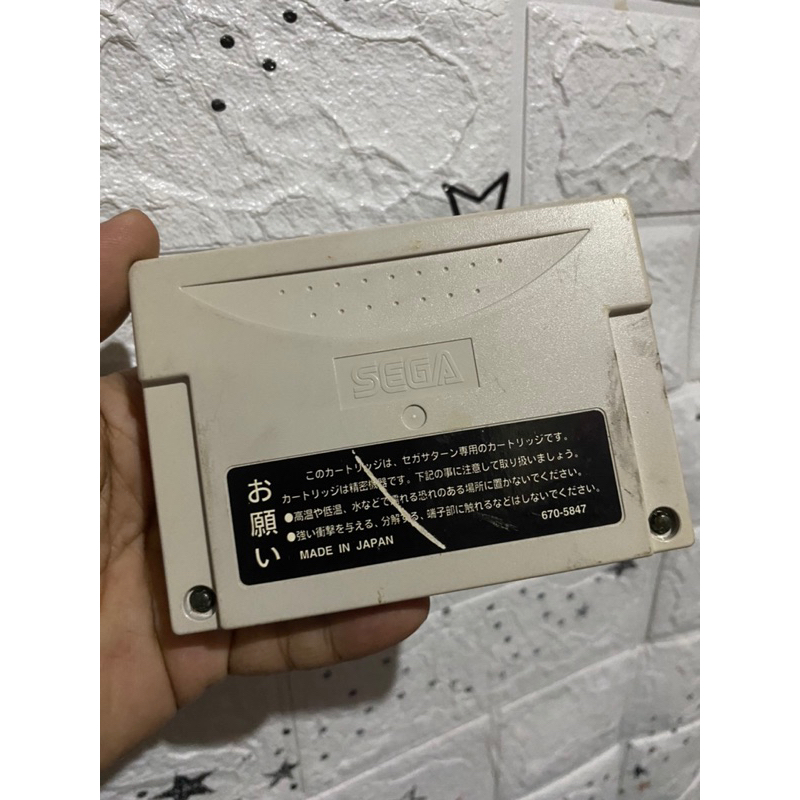 SEGA
お願い
このカートリッジは、セガサターン専用のカートリッジです。
カートリッジは精密機器です。下記の事に注意して取り扱いましょう。
●高温や低温、水などで濡れる恐れのある場所に置かないでください。
●強い衝撃を与える、分解する、端子部に触れるなどはしないでください。
MADE IN JAPAN 670-5847